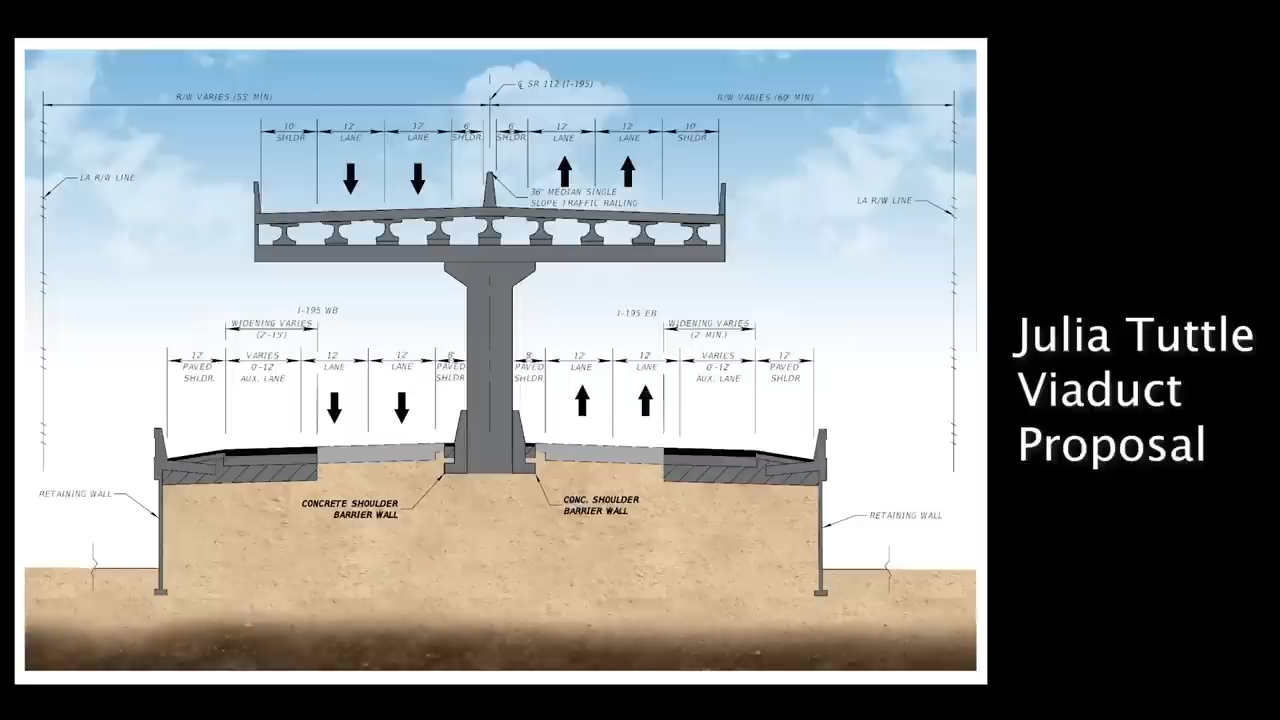 ℄ SR 112 (I-195)
R/W VARIES (55' MIN)
R/W VARIES (60' MIN)
10' SHLDR
12' LANE
12' LANE
6' SHLDR
6' SHLDR
12' LANE
12' LANE
10' SHLDR
LA R/W LINE
36" MEDIAN SINGLE
SLOPE TRAFFIC RAILING
LA R/W LINE
I-195 WB
I-195 EB
WIDENING VARIES
(2'-15')
WIDENING VARIES
(2' MIN.)
12'
PAVED
SHLDR.
VARIES
0'-12'
AUX. LANE
12'
LANE
12'
LANE
8'
PAVED
SHLDR
8'
PAVED
SHLDR
12'
LANE
12'
LANE
VARIES
0'-12'
AUX. LANE
12'
PAVED
SHLDR.
Julia Tuttle
Viaduct
Proposal
RETAINING WALL
CONCRETE SHOULDER
BARRIER WALL
CONC. SHOULDER
BARRIER WALL
RETAINING WALL